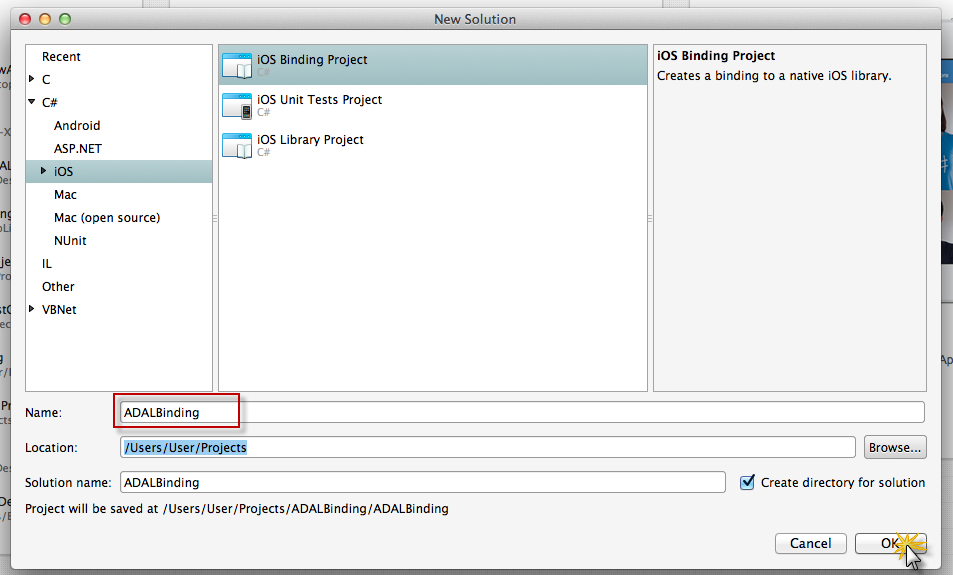 New Solution
Recent
C
C#
Android
ASP.NET
iOS
Mac
Mac (open source)
NUnit
IL
Other
VBNet
iOS Binding Project
C#
iOS Unit Tests Project
C#
iOS Library Project
C#
iOS Binding Project
Creates a binding to a native iOS library.
Name: ADALBinding
Location: /Users/User/Projects Browse...
Solution name: ADALBinding Create directory for solution
Project will be saved at /Users/User/Projects/ADALBinding/ADALBinding
Cancel OK